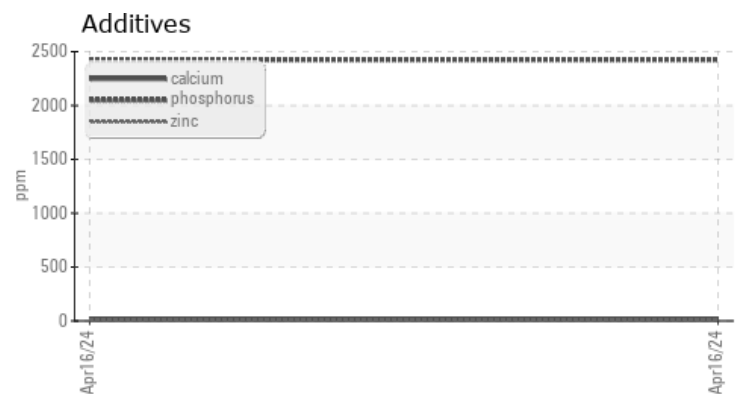 Additives
2500
2000
1500
1000
500
0
ppm
calcium
phosphorus
zinc
Apr16/24
Apr16/24